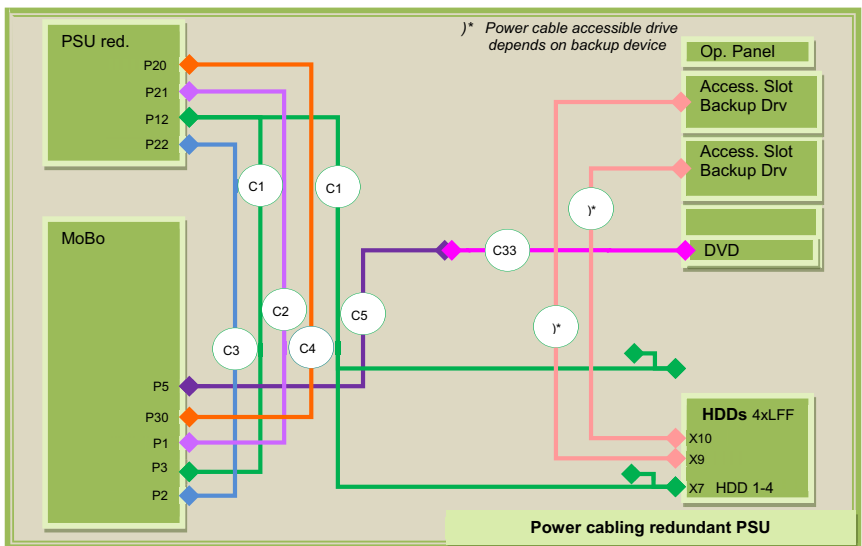 PSU red.
P20
P21
P12
P22
)* Power cable accessible drive
depends on backup device
Op. Panel
Access. Slot
Backup Drv
Access. Slot
Backup Drv
DVD
C1
C1
)*
C33
MoBo
C2
C5
)*
C3
C4
P5
P30
P1
P3
P2
HDDs 4xLFF
X10
X9
X7 HDD 1-4
Power cabling redundant PSU